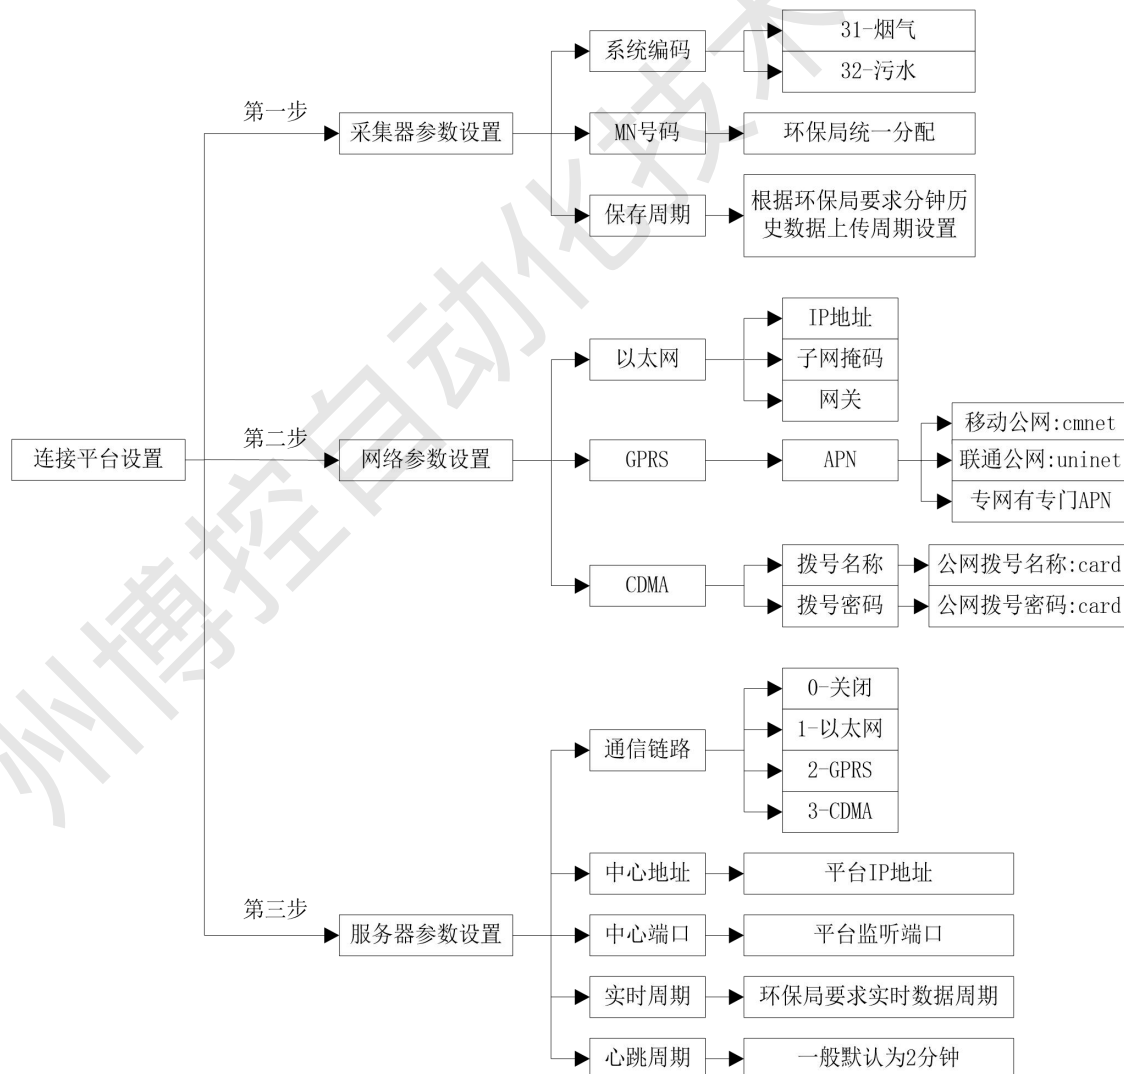 31-烟气
系统编码
32-污水
第一步
采集器参数设置
MN号码
环保局统一分配
保存周期
根据环保局要求分钟历
史数据上传周期设置
IP地址
以太网
子网掩码
网关
移动公网:cmnet
第二步
连接平台设置
网络参数设置
GPRS
APN
联通公网:uninet
专网有专门APN
拨号名称
公网拨号名称:card
CDMA
拨号密码
公网拨号密码:card
0-关闭
通信链路
1-以太网
2-GPRS
3-CDMA
中心地址
平台IP地址
第三步
服务器参数设置
中心端口
平台监听端口
实时周期
环保局要求实时数据周期
心跳周期
一般默认为2分钟
州博控自动化技术